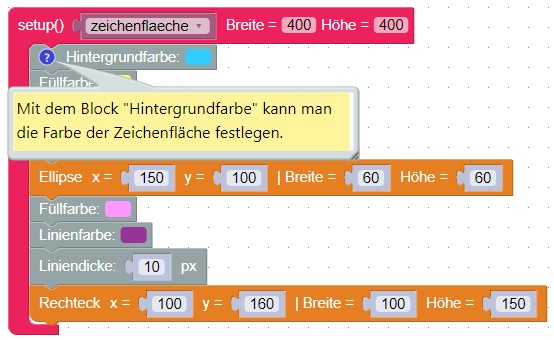 setup() zeichenflaeche Breite = 400 Höhe = 400
? Hintergrundfarbe:
Füllfarbe:
Mit dem Block "Hintergrundfarbe" kann man
die Farbe der Zeichenfläche festlegen.
Ellipse x = 150 y = 100 | Breite = 60 Höhe = 60
Füllfarbe:
Linienfarbe:
Liniendicke: 10 px
Rechteck x = 100 y = 160 | Breite = 100 Höhe = 150